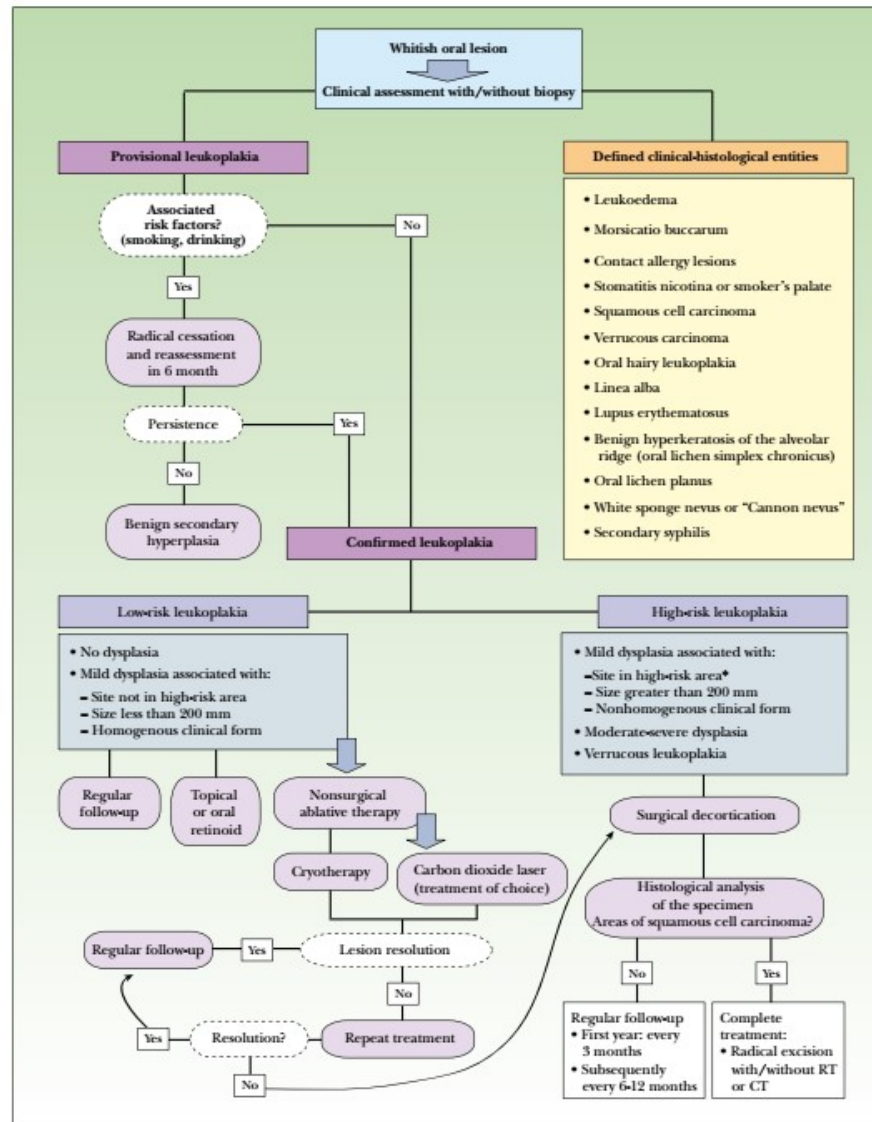 Whitish oral lesion
Clinical assessment with/without biopsy
Provisional leukoplakia
Defined clinical-histological entities
Associated
risk factors?
(smoking, drinking)
No
Yes
Radical cessation
and reassessment
in 6 month
Persistence
Yes
No
Benign secondary
hyperplasia
• Leukoedema
• Morsicatio buccarum
• Contact allergy lesions
• Stomatitis nicotina or smoker's palate
• Squamous cell carcinoma
• Verrucous carcinoma
• Oral hairy leukoplakia
• Linea alba
• Lupus erythematosus
• Benign hyperkeratosis of the alveolar
ridge (oral lichen simplex chronicus)
• Oral lichen planus
• White sponge nevus or "Cannon nevus"
• Secondary syphilis
Confirmed leukoplakia
Low-risk leukoplakia
• No dysplasia
• Mild dysplasia associated with:
– Site not in high-risk area
– Size less than 200 mm
– Homogenous clinical form
Regular
follow-up
Topical
or oral
retinoid
Nonsurgical
ablative therapy
Cryotherapy
Carbon dioxide laser
(treatment of choice)
Regular follow-up
Yes
Lesion resolution
No
Yes
Resolution?
Repeat treatment
No
High-risk leukoplakia
• Mild dysplasia associated with:
–Site in high-risk area*
– Size greater than 200 mm
– Nonhomogenous clinical form
• Moderate-severe dysplasia
• Verrucous leukoplakia
Surgical decortication
Histological analysis
of the specimen
Areas of squamous cell carcinoma?
No
Yes
Regular follow-up
• First year: every
3 months
• Subsequently
every 6-12 months
Complete
treatment:
• Radical excision
with/without RT
or CT